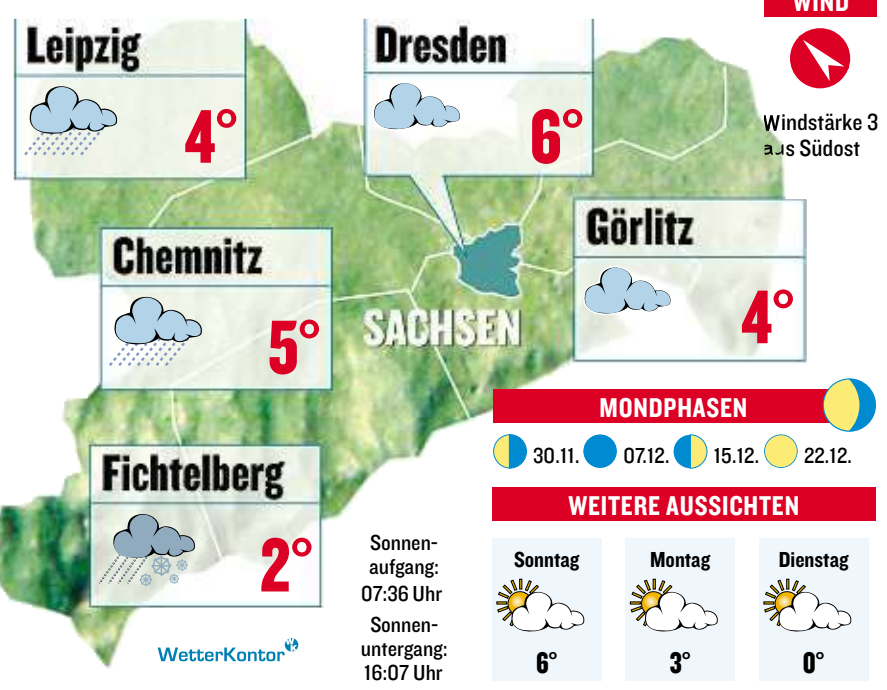 WIND
Leipzig
4°
Dresden
6°
Windstärke 3
aus Südost
Chemnitz
5°
Görlitz
4°
SACHSEN
Fichtelberg
2°
MONDPHASEN
30.11. 07.12. 15.12. 22.12.
WEITERE AUSSICHTEN
Sonntag
6°
Montag
3°
Dienstag
0°
Sonnen-
aufgang:
07:36 Uhr
Sonnen-
untergang:
16:07 Uhr
WetterKontor